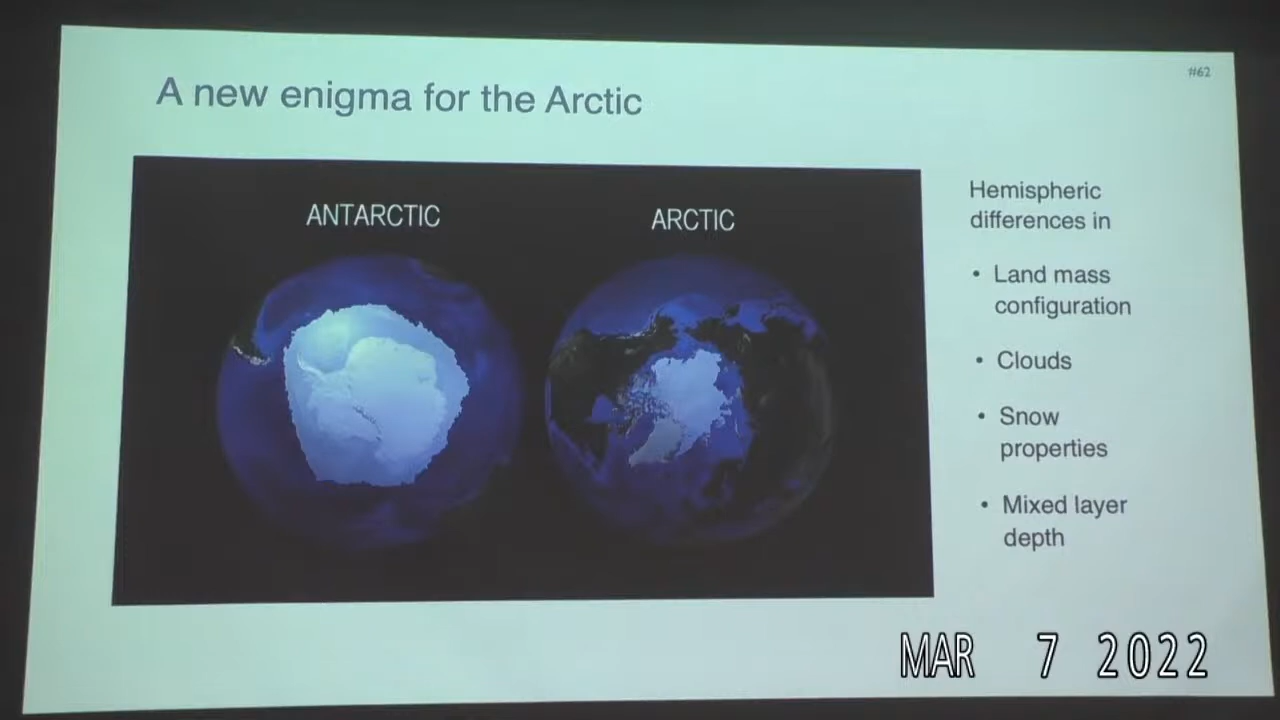 #62
A new enigma for the Arctic
ANTARCTIC
ARCTIC
Hemispheric
differences in
• Land mass
configuration
• Clouds
• Snow
properties
• Mixed layer
depth
MAR 7 2022